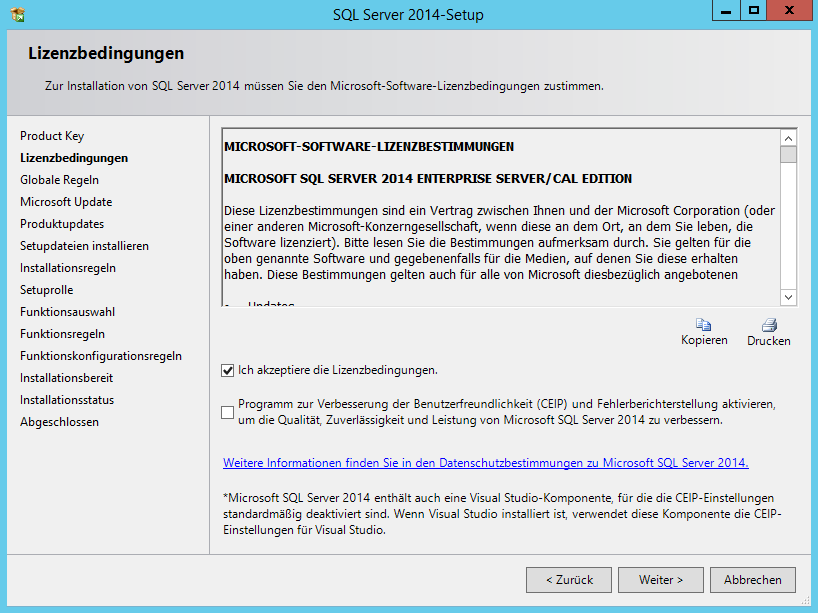 SQL Server 2014-Setup
Lizenzbedingungen
Zur Installation von SQL Server 2014 müssen Sie den Microsoft-Software-Lizenzbedingungen zustimmen.
Product Key
Lizenzbedingungen
Globale Regeln
Microsoft Update
Produktupdates
Setupdateien installieren
Installationsregeln
Setuprolle
Funktionsauswahl
Funktionsregeln
Funktionskonfigurationsregeln
Installationsbereit
Installationsstatus
Abgeschlossen
MICROSOFT-SOFTWARE-LIZENZBESTIMMUNGEN
MICROSOFT SQL SERVER 2014 ENTERPRISE SERVER/CAL EDITION
Diese Lizenzbestimmungen sind ein Vertrag zwischen Ihnen und der Microsoft Corporation (oder
einer anderen Microsoft-Konzerngesellschaft, wenn diese an dem Ort, an dem Sie leben, die
Software lizenziert). Bitte lesen Sie die Bestimmungen aufmerksam durch. Sie gelten für die
oben genannte Software und gegebenenfalls für die Medien, auf denen Sie diese erhalten
haben. Diese Bestimmungen gelten auch für alle von Microsoft diesbezüglich angebotenen
• Updates
Kopieren
Drucken
Ich akzeptiere die Lizenzbedingungen.
Programm zur Verbesserung der Benutzerfreundlichkeit (CEIP) und Fehlerberichterstellung aktivieren,
um die Qualität, Zuverlässigkeit und Leistung von Microsoft SQL Server 2014 zu verbessern.
Weitere Informationen finden Sie in den Datenschutzbestimmungen zu Microsoft SQL Server 2014.
*Microsoft SQL Server 2014 enthält auch eine Visual Studio-Komponente, für die die CEIP-Einstellungen
standardmäßig deaktiviert sind. Wenn Visual Studio installiert ist, verwendet diese Komponente die CEIP-
Einstellungen für Visual Studio.
< Zurück
Weiter >
Abbrechen